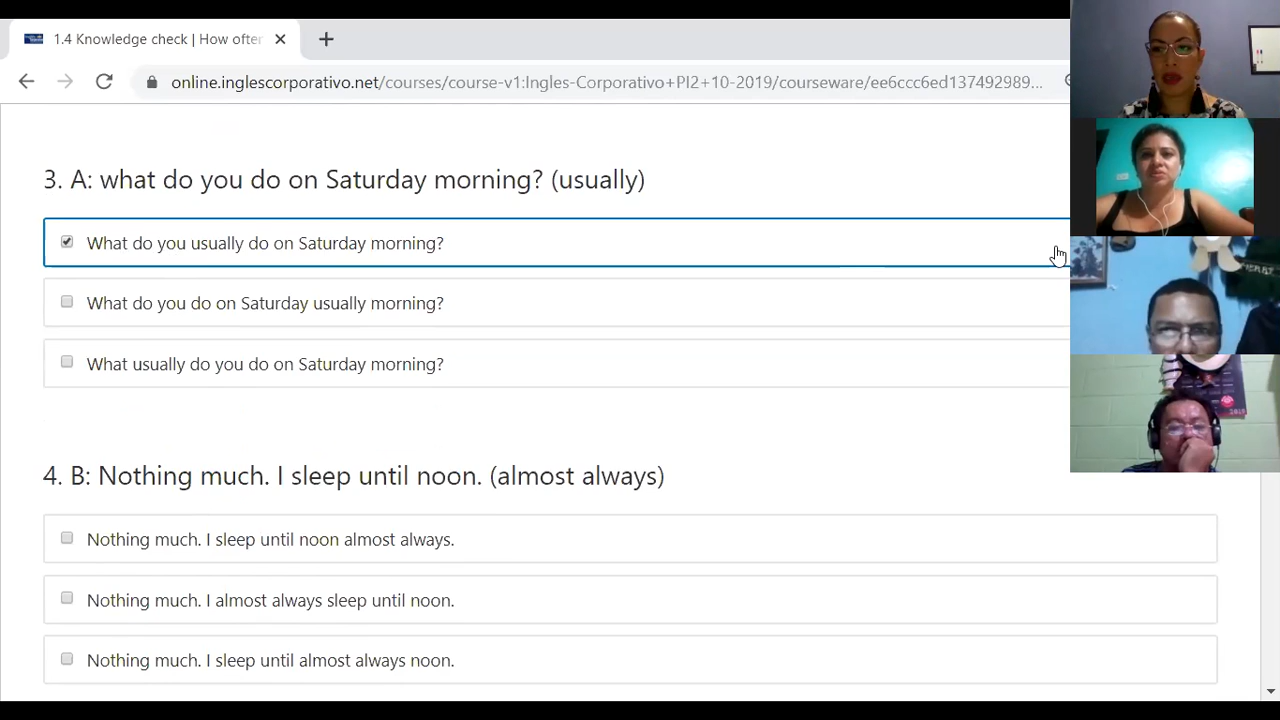 1.4 Knowledge check | How often
online.inglescorporativo.net/courses/course-v1:Ingles-Corporativo+PI2+10-2019/courseware/ee6ccc6ed137492989...
3. A: what do you do on Saturday morning? (usually)
What do you usually do on Saturday morning?
What do you do on Saturday usually morning?
What usually do you do on Saturday morning?
4. B: Nothing much. I sleep until noon. (almost always)
Nothing much. I sleep until noon almost always.
Nothing much. I almost always sleep until noon.
Nothing much. I sleep until almost always noon.
2019